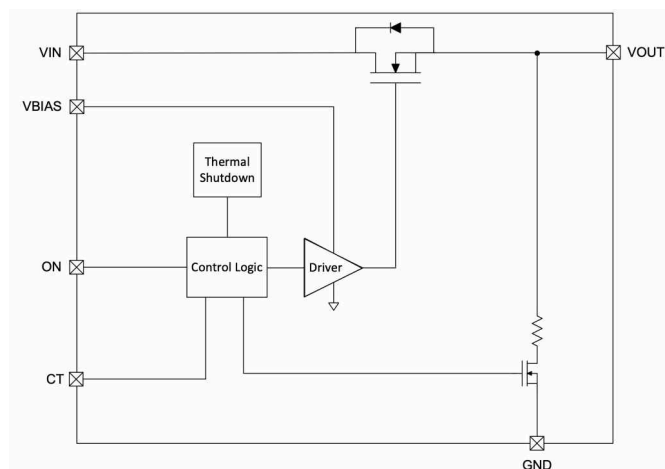 VIN
VOUT
VBIAS
Thermal
Shutdown
ON
Control Logic
Driver
CT
GND